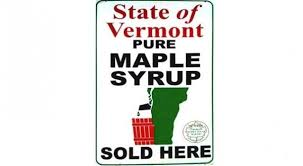 State of
Vermont
PURE
MAPLE
SYRUP
SOLD HERE